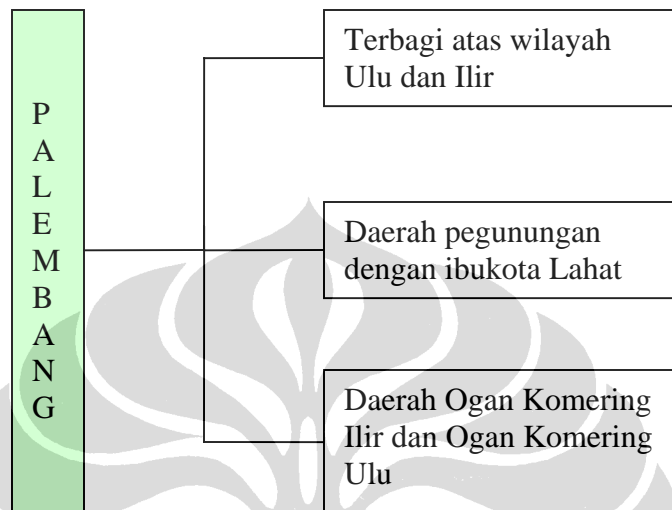 PALEMBANG
Terbagi atas wilayah
Ulu dan Ilir
Daerah pegunungan
dengan ibukota Lahat
Daerah Ogan Komering
Ilir dan Ogan Komering
Ulu